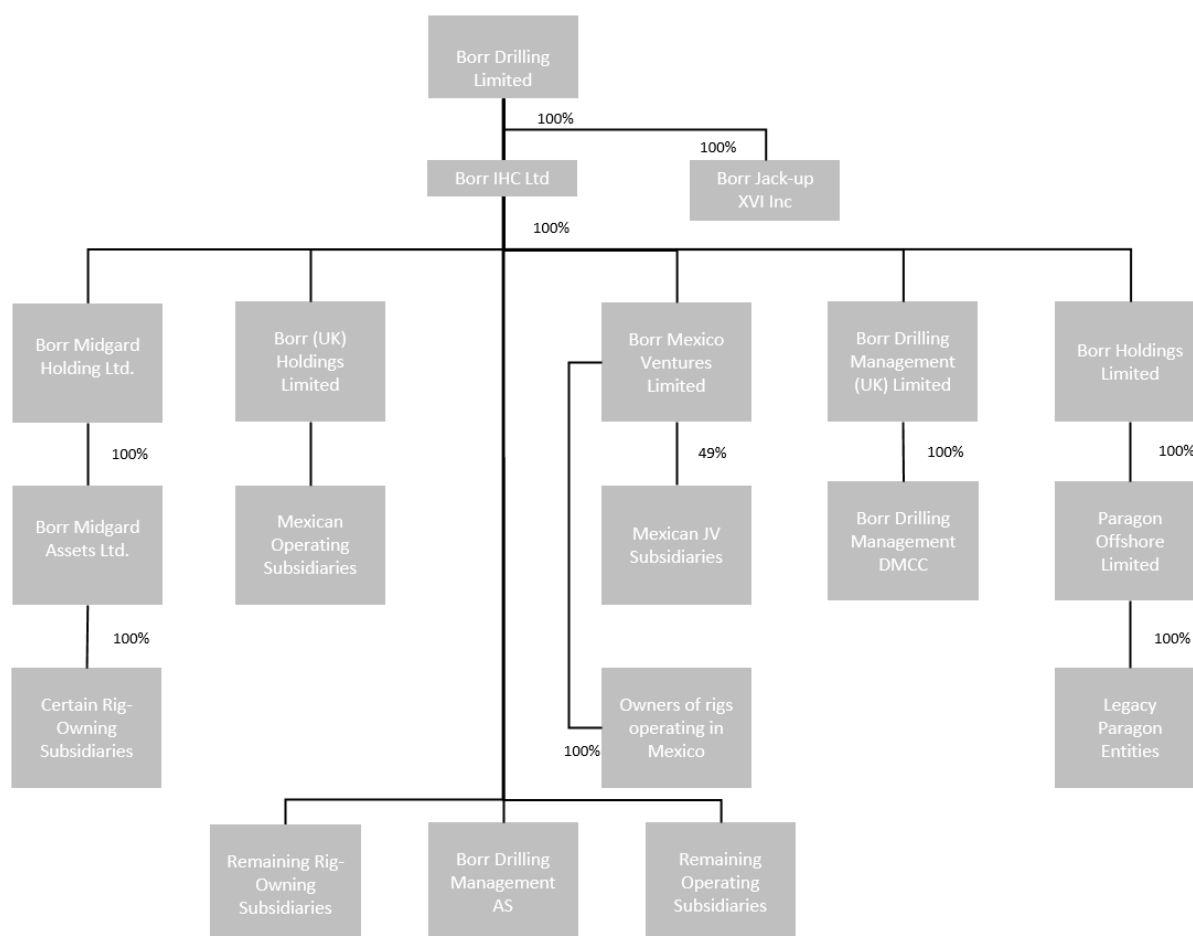 Borr Drilling
Limited
100%
100%
Borr IHC Ltd
Borr Jack-up
XVI Inc
100%
Borr Midgard
Holding Ltd.
Borr (UK)
Holdings
Limited
Borr Mexico
Ventures
Limited
Borr Drilling
Management
(UK) Limited
Borr Holdings
Limited
100%
49%
100%
100%
Borr Midgard
Assets Ltd.
Mexican
Operating
Subsidiaries
Mexican JV
Subsidiaries
Borr Drilling
Management
DMCC
Paragon
Offshore
Limited
100%
100%
Certain Rig-
Owning
Subsidiaries
Owners of rigs
operating in
Mexico
100%
Legacy
Paragon
Entities
Remaining Rig-
Owning
Subsidiaries
Borr Drilling
Management
AS
Remaining
Operating
Subsidiaries